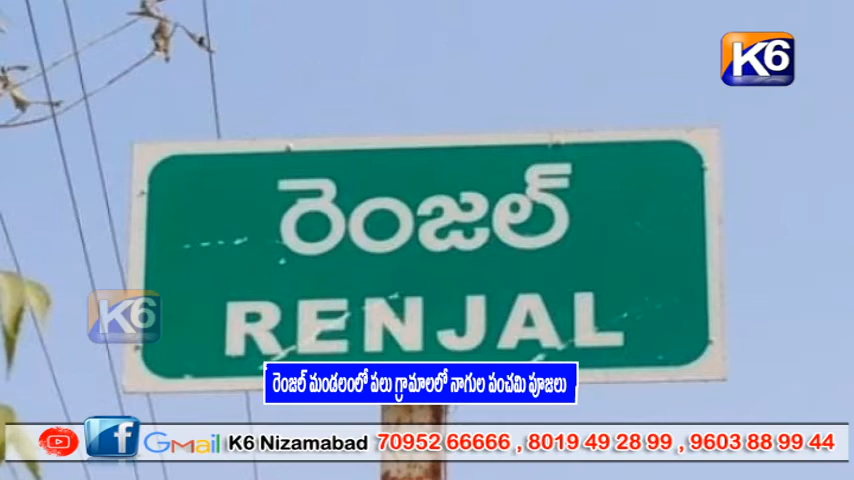 K6
రెంజల్
RENJAL
K6
రెంజల్ మండలంలో పలు గ్రామాలలో నాగుల పంచమి పూజలు
f GMail K6 Nizamabad 70952 66666 , 8019 49 28 99 , 9603 88 99 44